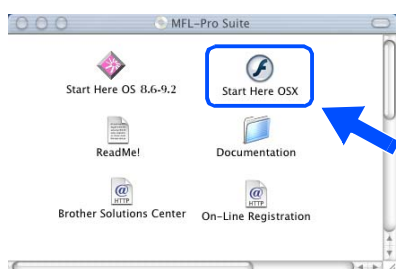 MFL-Pro Suite
Start Here OS 8.6-9.2
Start Here OSX
ReadMe!
Documentation
@
HTTP
@
HTTP
Brother Solutions Center
On-Line Registration